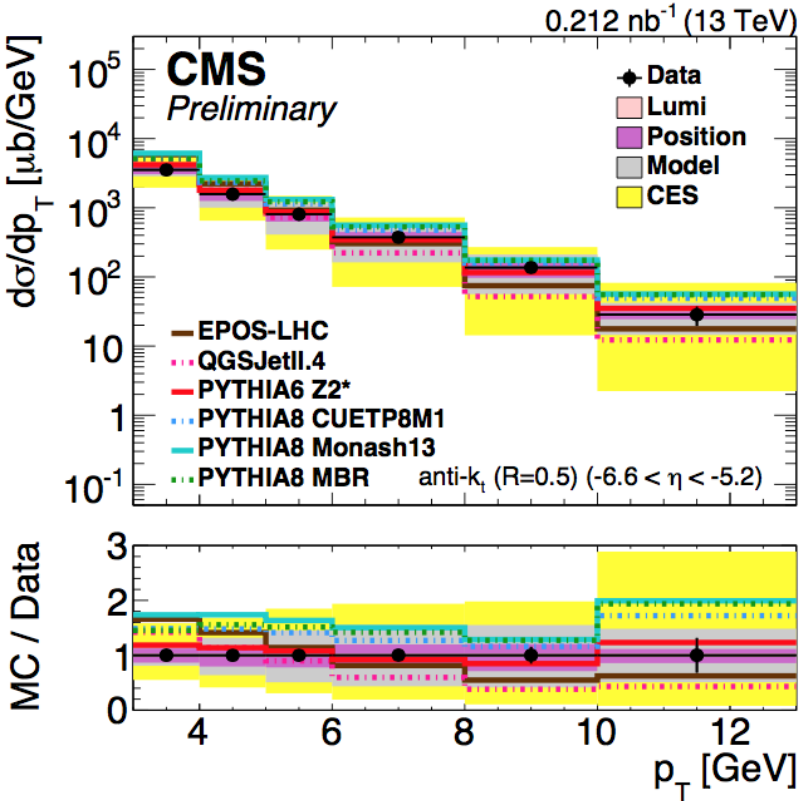 0.212 nb⁻¹ (13 TeV)
CMS
Preliminary
Data
Lumi
Position
Model
CES
dσ/dp_T [μb/GeV]
10⁵
10⁴
10³
10²
10
1
10⁻¹
EPOS-LHC
QGSJetII.4
PYTHIA6 Z2*
PYTHIA8 CUETP8M1
PYTHIA8 Monash13
PYTHIA8 MBR
anti-k_t (R=0.5) (-6.6 < η < -5.2)
MC / Data
3
2
1
0
4 6 8 10 12
p_T [GeV]